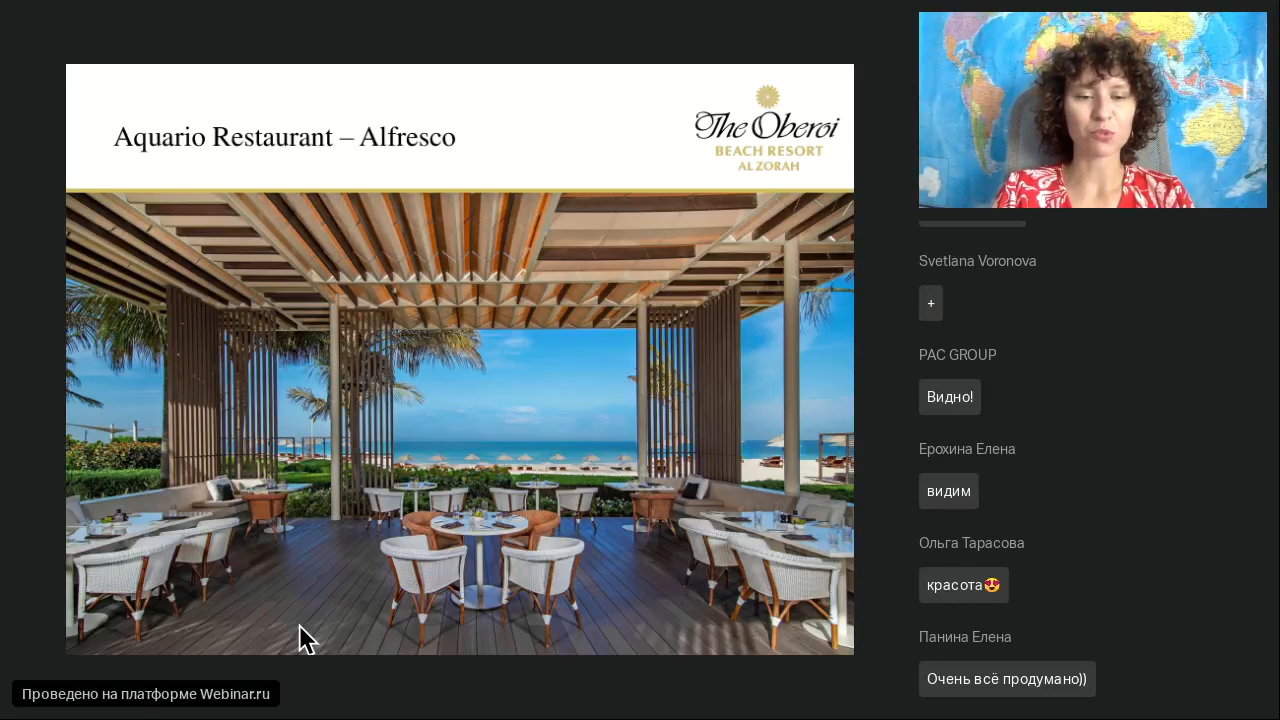 Aquario Restaurant – Alfresco
The Oberoi
BEACH RESORT
AL ZORAH
Svetlana Voronova
+
PAC GROUP
Видно!
Ерохина Елена
видим
Ольга Тарасова
красота😍
Панина Елена
Очень всё продумано))
Проведено на платформе Webinar.ru